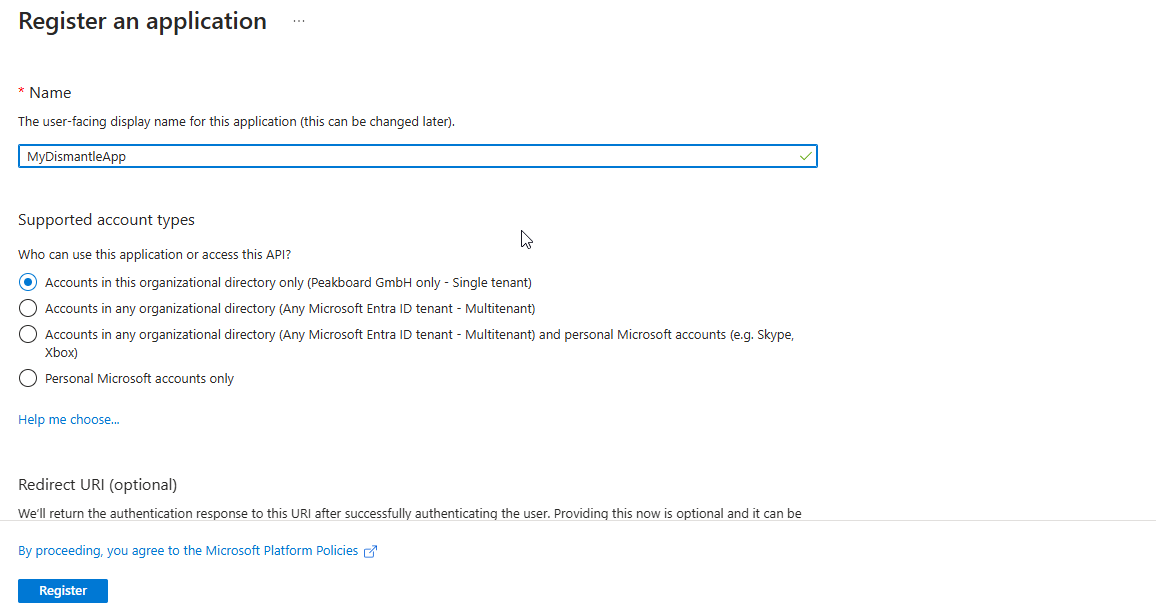 Register an application ...
* Name
The user-facing display name for this application (this can be changed later).
MyDismantleApp
Supported account types
Who can use this application or access this API?
Accounts in this organizational directory only (Peakboard GmbH only - Single tenant)
Accounts in any organizational directory (Any Microsoft Entra ID tenant - Multitenant)
Accounts in any organizational directory (Any Microsoft Entra ID tenant - Multitenant) and personal Microsoft accounts (e.g. Skype,
Xbox)
Personal Microsoft accounts only
Help me choose...
Redirect URI (optional)
We'll return the authentication response to this URI after successfully authenticating the user. Providing this now is optional and it can be
By proceeding, you agree to the Microsoft Platform Policies
Register